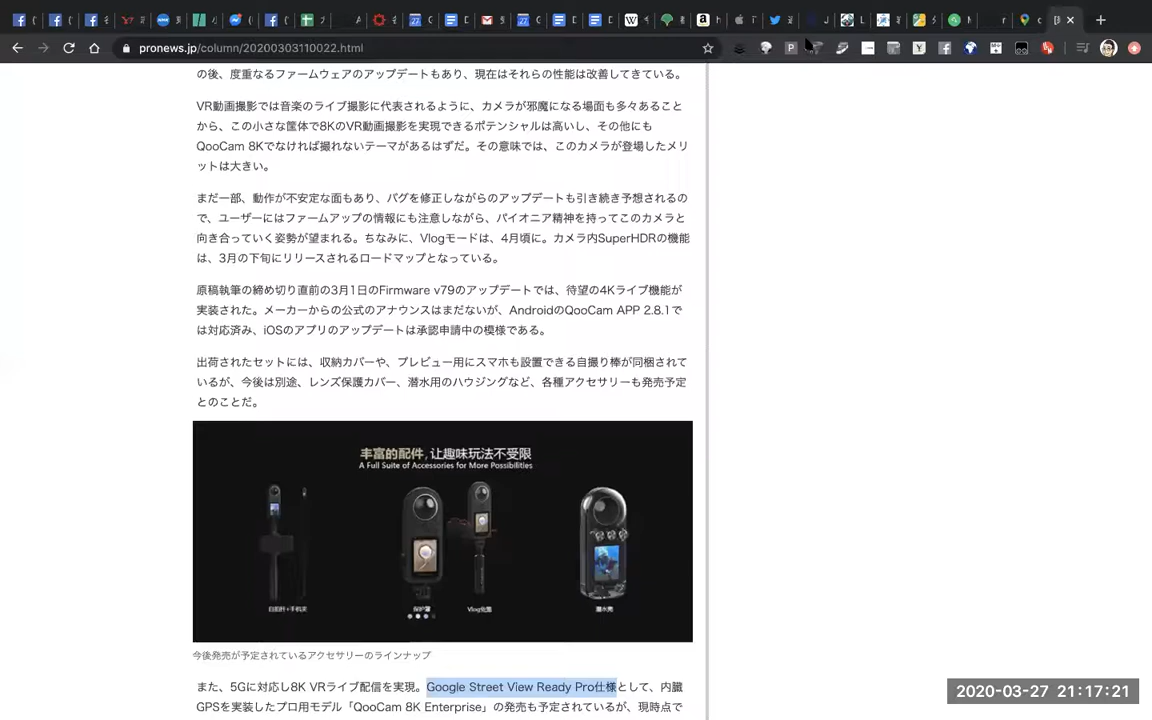 pronews.jp/column/20200303110022.html
の後、度重なるファームウェアのアップデートもあり、現在はそれらの性能は改善してきている。
VR動画撮影では音楽のライブ撮影に代表されるように、カメラが邪魔になる場面も多々あること
から、この小さな筐体で8KのVR動画撮影を実現できるポテンシャルは高いし、その他にも
QooCam 8Kでなければ撮れないテーマがあるはずだ。その意味では、このカメラが登場したメリ
ットは大きい。
まだ一部、動作が不安定な面もあり、バグを修正しながらのアップデートも引き続き予想されるの
で、ユーザーにはファームアップの情報にも注意しながら、パイオニア精神を持ってこのカメラと
向き合っていく姿勢が望まれる。ちなみに、Vlogモードは、4月頃に。カメラ内SuperHDRの機能
は、3月の下旬にリリースされるロードマップとなっている。
原稿執筆の締め切り直前の3月1日のFirmware v79のアップデートでは、待望の4Kライブ機能が
実装された。メーカーからの公式のアナウンスはまだないが、AndroidのQooCam APP 2.8.1で
は対応済み、iOSのアプリのアップデートは承認申請中の模様である。
出荷されたセットには、収納カバーや、プレビュー用にスマホも設置できる自撮り棒が同梱されて
いるが、今後は別途、レンズ保護カバー、潜水用のハウジングなど、各種アクセサリーも発売予定
とのことだ。
丰富的配件,让趣味玩法不受限
A Full Suite of Accessories for More Possibilities
自拍杆+手机夹 保护罩 Vlog化妝 潜水壳
今後発売が予定されているアクセサリーのラインナップ
また、5Gに対応し8K VRライブ配信を実現。Google Street View Ready Pro仕様として、内臓
GPSを実装したプロ用モデル「QooCam 8K Enterprise」の発売も予定されているが、現時点で
2020-03-27 21:17:21